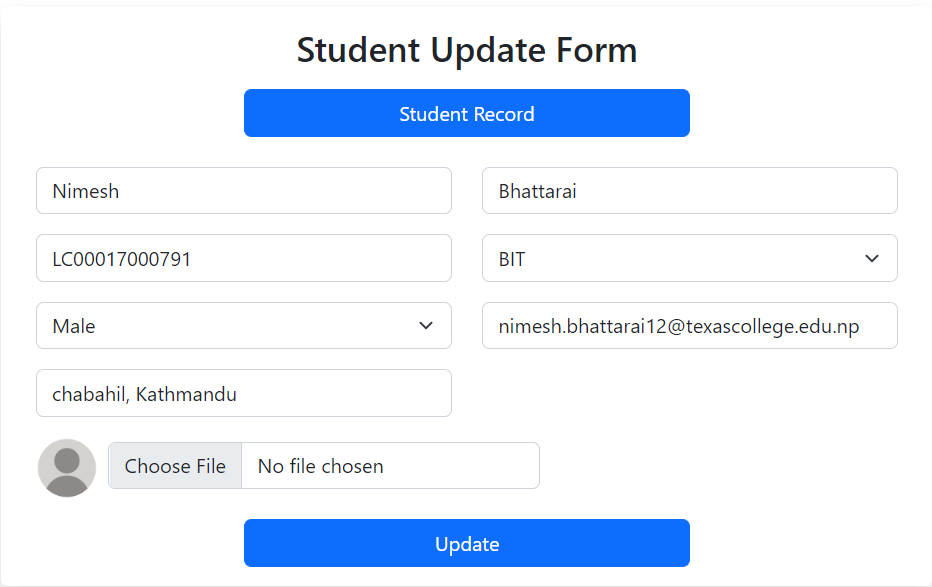 Student Update Form
Student Record
Nimesh
Bhattarai
LC00017000791
BIT
Male
nimesh.bhattarai12@texascollege.edu.np
chabahil, Kathmandu
Choose File No file chosen
Update